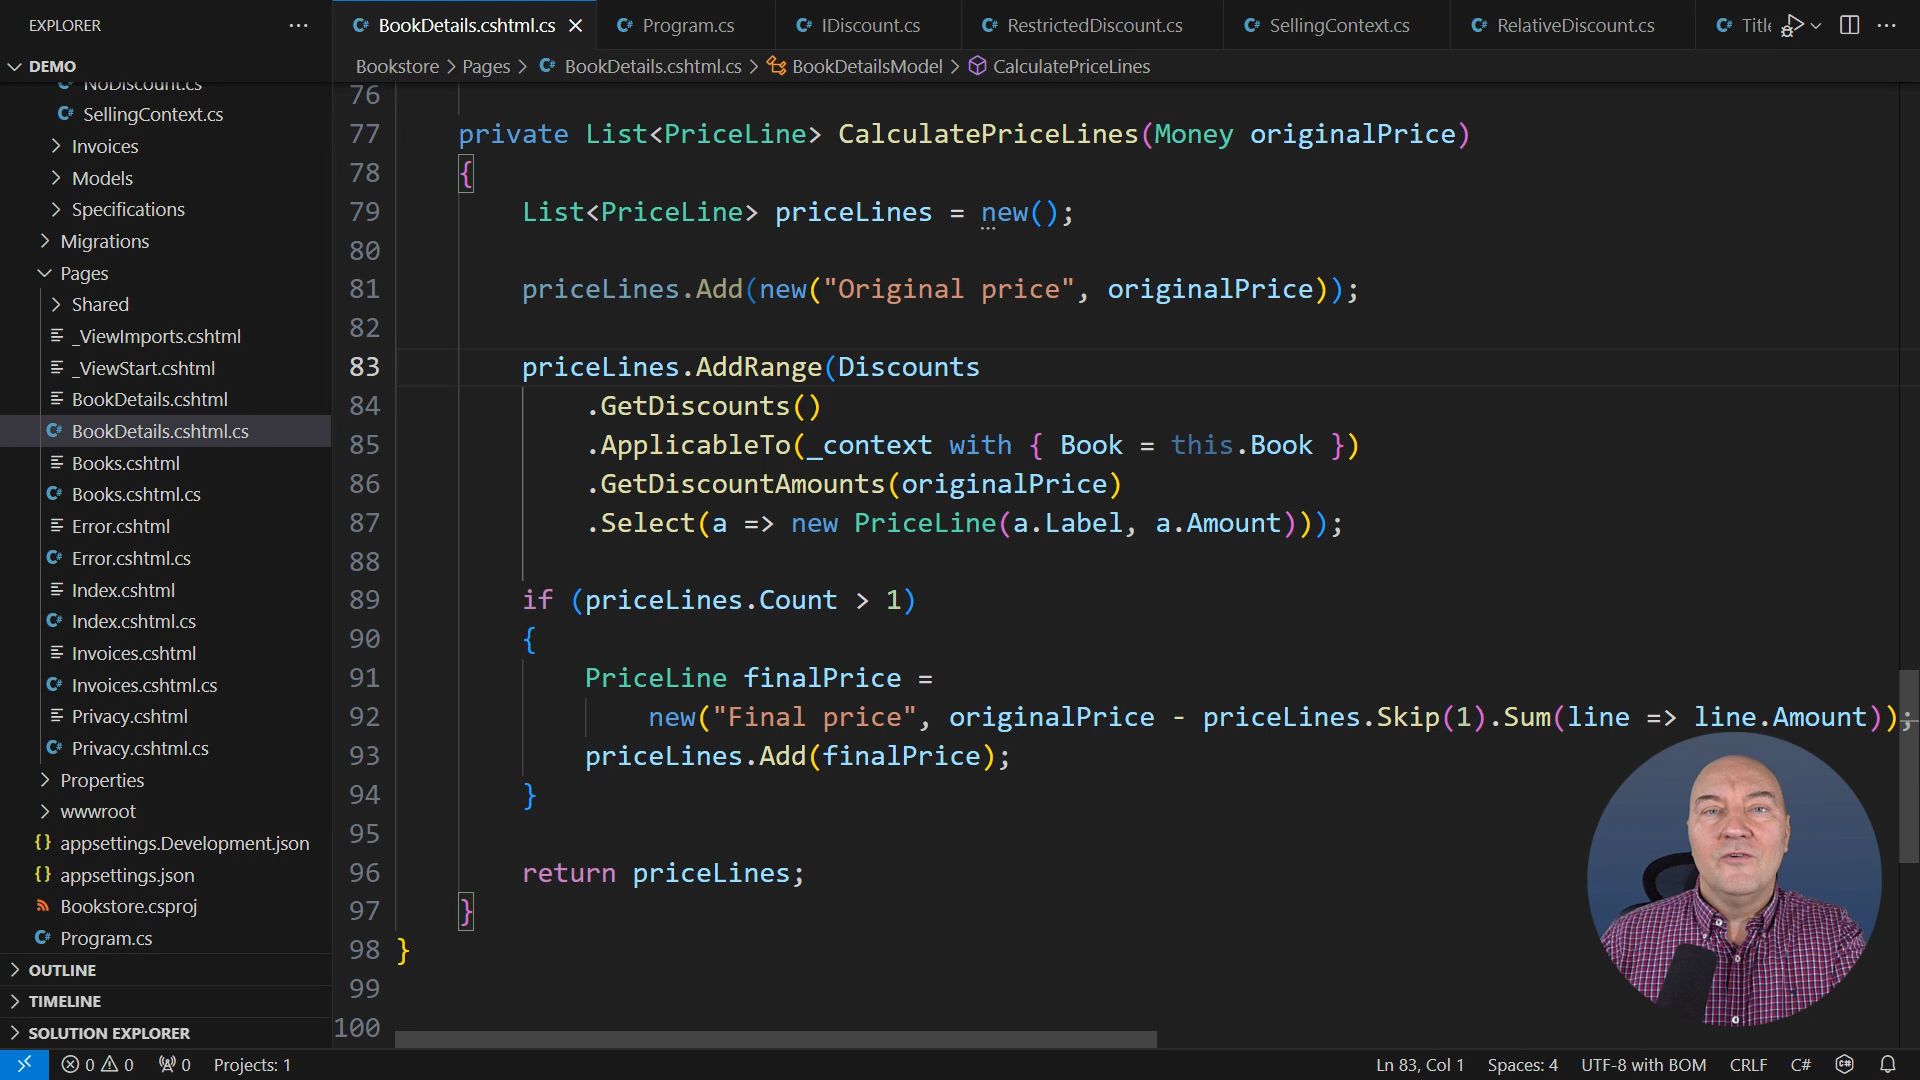 EXPLORER
DEMO
NoDiscount.cs
SellingContext.cs
Invoices
Models
Specifications
Migrations
Pages
Shared
_ViewImports.cshtml
_ViewStart.cshtml
BookDetails.cshtml
BookDetails.cshtml.cs
Books.cshtml
Books.cshtml.cs
Error.cshtml
Error.cshtml.cs
Index.cshtml
Index.cshtml.cs
Invoices.cshtml
Invoices.cshtml.cs
Privacy.cshtml
Privacy.cshtml.cs
Properties
wwwroot
appsettings.Development.json
appsettings.json
Bookstore.csproj
Program.cs
OUTLINE
TIMELINE
SOLUTION EXPLORER
BookDetails.cshtml.cs Program.cs IDiscount.cs RestrictedDiscount.cs SellingContext.cs RelativeDiscount.cs Title
Bookstore > Pages > BookDetails.cshtml.cs > BookDetailsModel > CalculatePriceLines
76
77 private List<PriceLine> CalculatePriceLines(Money originalPrice)
78 {
79 List<PriceLine> priceLines = new();
80
81 priceLines.Add(new("Original price", originalPrice));
82
83 priceLines.AddRange(Discounts
84 .GetDiscounts()
85 .ApplicableTo(_context with { Book = this.Book })
86 .GetDiscountAmounts(originalPrice)
87 .Select(a => new PriceLine(a.Label, a.Amount)));
88
89 if (priceLines.Count > 1)
90 {
91 PriceLine finalPrice =
92 new("Final price", originalPrice - priceLines.Skip(1).Sum(line => line.Amount));
93 priceLines.Add(finalPrice);
94 }
95
96 return priceLines;
97 }
98 }
99
100
0 0 0 Projects: 1 Ln 83, Col 1 Spaces: 4 UTF-8 with BOM CRLF C#